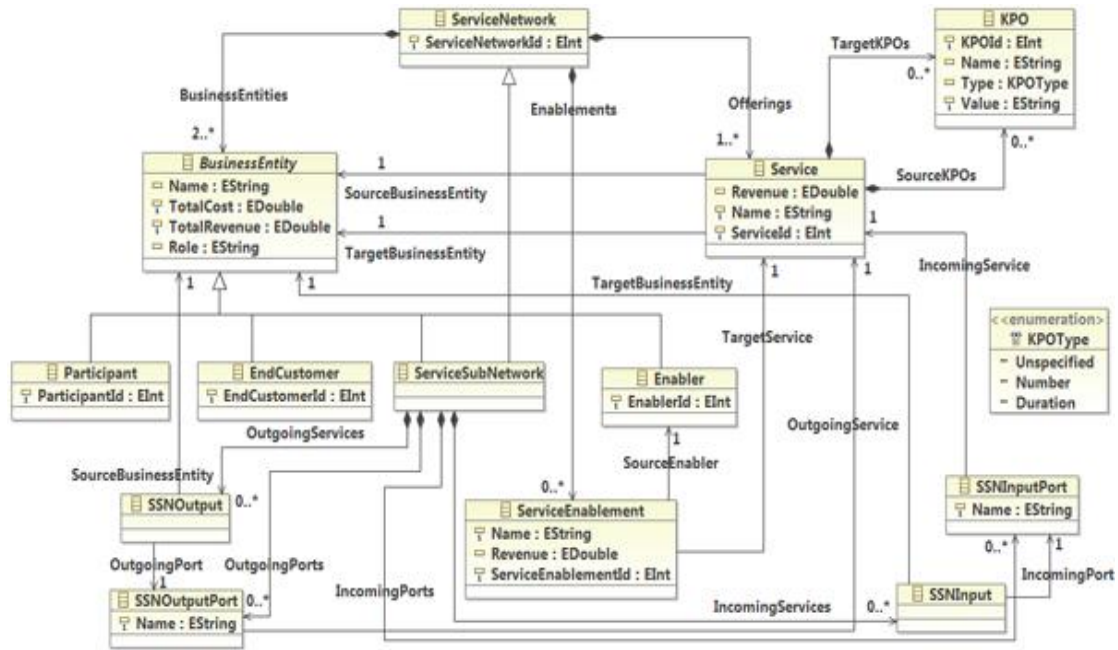 ServiceNetwork
ServiceNetworkId : EInt
KPO
KPOId : EInt
Name : EString
Type : KPOType
Value : EString
TargetKPOs
0..*
BusinessEntities
Enablements
Offerings
2..*
1..*
0..*
BusinessEntity
Name : EString
TotalCost : EDouble
TotalRevenue : EDouble
Role : EString
1
SourceBusinessEntity
1
TargetBusinessEntity
Service
Revenue : EDouble
Name : EString
ServiceId : EInt
SourceKPOs
1
IncomingService
1
1
TargetBusinessEntity
1
1
<<enumeration>>
KPOType
Unspecified
Number
Duration
TargetService
Participant
ParticipantId : EInt
EndCustomer
EndCustomerId : EInt
ServiceSubNetwork
Enabler
EnablerId : EInt
OutgoingServices
1
OutgoingService
SourceEnabler
SourceBusinessEntity
0..*
SSNOutput
0..*
ServiceEnablement
Name : EString
Revenue : EDouble
ServiceEnablementId : EInt
SSNInputPort
Name : EString
0..*
1
OutgoingPort
1
OutgoingPorts
0..*
IncomingPorts
IncomingPort
SSNOutputPort
Name : EString
IncomingServices
0..*
SSNInput